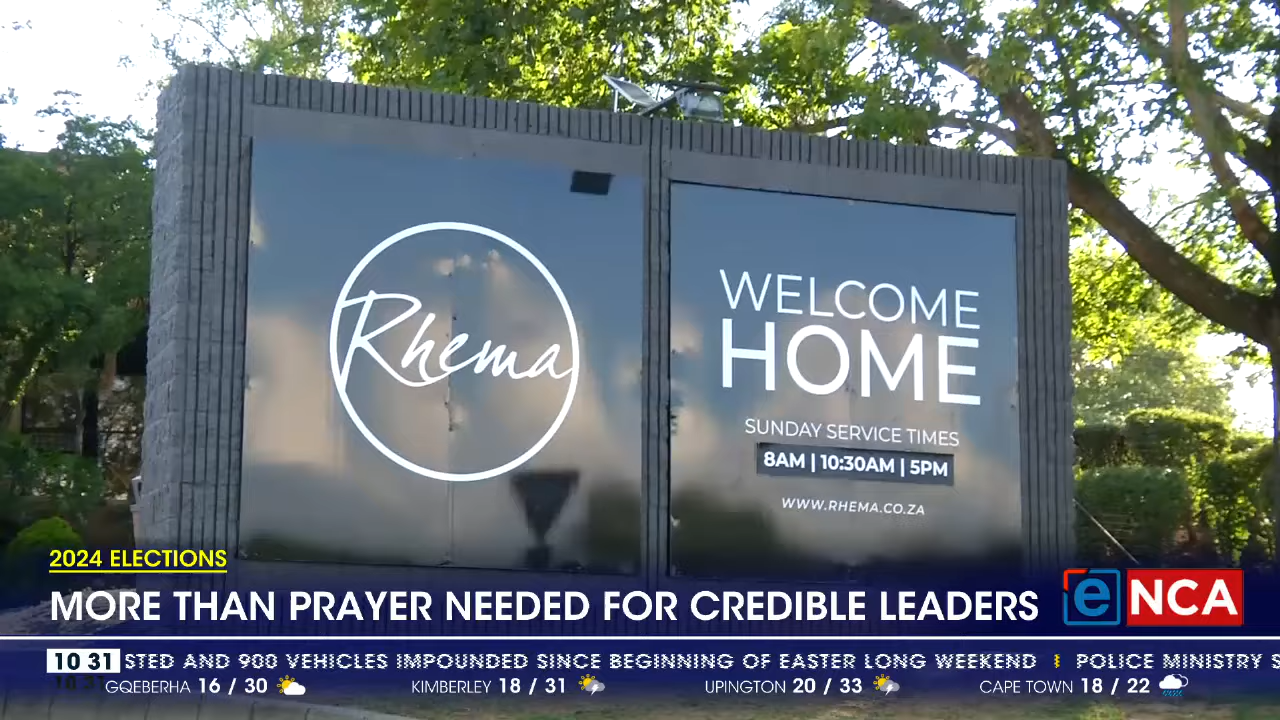 Rhema
WELCOME
HOME
SUNDAY SERVICE TIMES
8AM | 10:30AM | 5PM
WWW.RHEMA.CO.ZA
2024 ELECTIONS
MORE THAN PRAYER NEEDED FOR CREDIBLE LEADERS
eNCA
10 31 STED AND 900 VEHICLES IMPOUNDED SINCE BEGINNING OF EASTER LONG WEEKEND POLICE MINISTRY S
GQEBERHA 16 / 30 KIMBERLEY 18 / 31 UPINGTON 20 / 33 CAPE TOWN 18 / 22